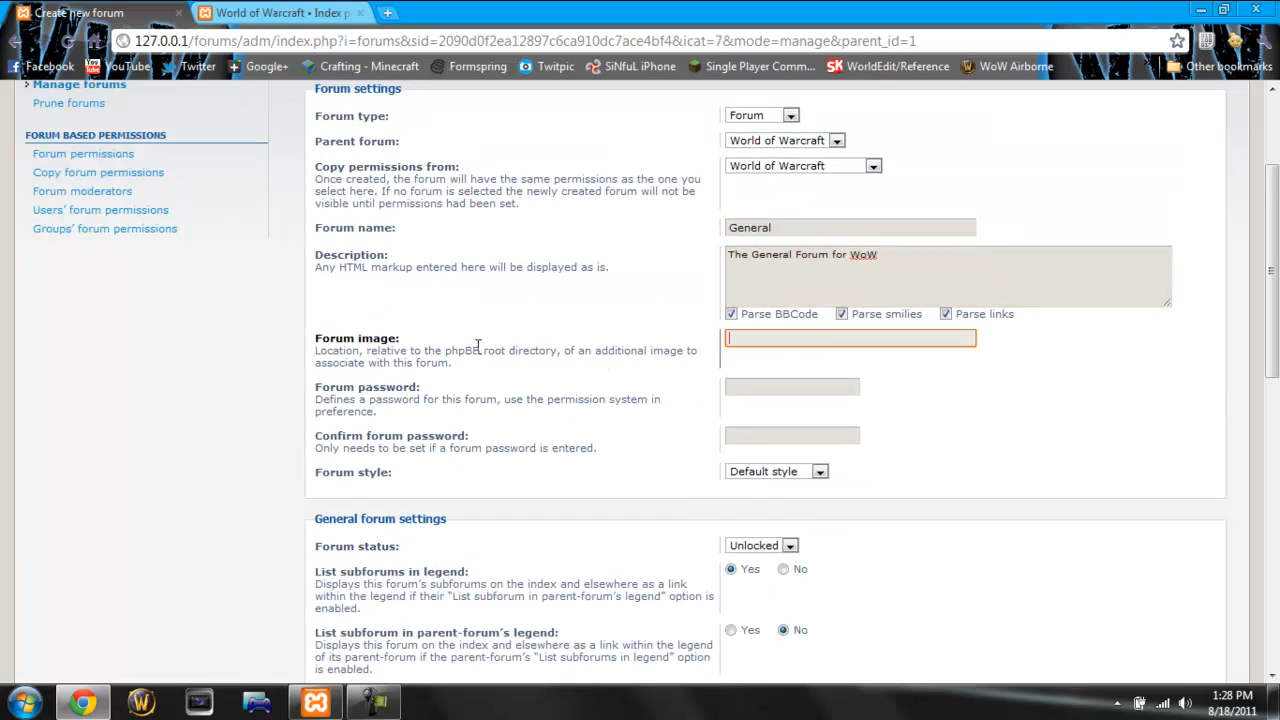 Create new forum
World of Warcraft • Index p
127.0.0.1/forums/adm/index.php?i=forums&sid=2090d0f2ea12897c6ca910dc7ace4bf4&icat=7&mode=manage&parent_id=1
Facebook YouTube Twitter Google+ Crafting - Minecraft Formspring Twitpic SiNfuL iPhone Single Player Comm... WorldEdit/Reference WoW Airborne Other bookmarks
Manage forums
Prune forums
FORUM BASED PERMISSIONS
Forum permissions
Copy forum permissions
Forum moderators
Users’ forum permissions
Groups’ forum permissions
Forum settings
Forum type:
Forum
Parent forum:
World of Warcraft
Copy permissions from:
World of Warcraft
Once created, the forum will have the same permissions as the one you
select here. If no forum is selected the newly created forum will not be
visible until permissions had been set.
Forum name:
General
Description:
Any HTML markup entered here will be displayed as is.
The General Forum for WoW
Parse BBCode Parse smilies Parse links
Forum image:
Location, relative to the phpBB root directory, of an additional image to
associate with this forum.
Forum password:
Defines a password for this forum, use the permission system in
preference.
Confirm forum password:
Only needs to be set if a forum password is entered.
Forum style:
Default style
General forum settings
Forum status:
Unlocked
List subforums in legend:
Displays this forum’s subforums on the index and elsewhere as a link
within the legend if their “List subforum in parent-forum’s legend” option is
enabled.
Yes No
List subforum in parent-forum’s legend:
Displays this forum on the index and elsewhere as a link within the legend
of its parent-forum if the parent-forum’s “List subforums in legend” option
is enabled.
Yes No
1:28 PM
8/18/2011